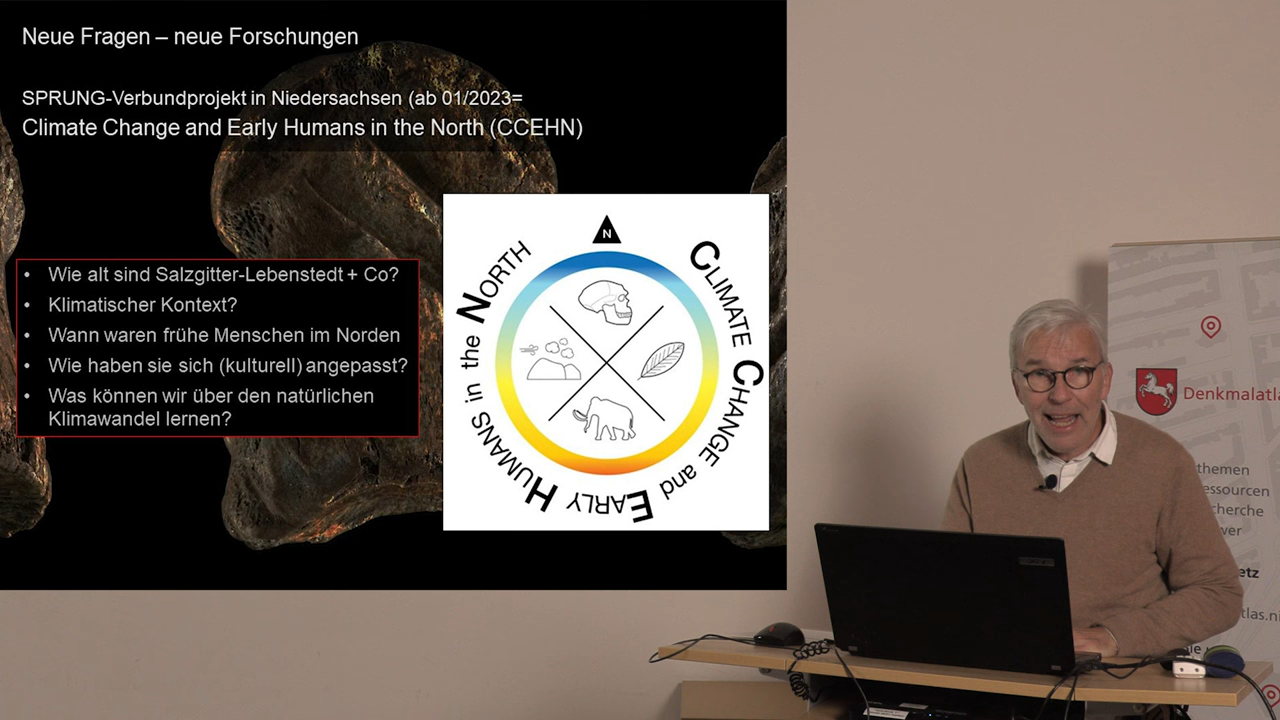 Neue Fragen – neue Forschungen
SPRUNG-Verbundprojekt in Niedersachsen (ab 01/2023=
Climate Change and Early Humans in the North (CCEHN)
• Wie alt sind Salzgitter-Lebenstedt + Co?
• Klimatischer Kontext?
• Wann waren frühe Menschen im Norden
• Wie haben sie sich (kulturell) angepasst?
• Was können wir über den natürlichen
Klimawandel lernen?
N
CLIMATE CHANGE and EARLY HUMANS in the NORTH
Denkmalatla
themen
essourcen
cherche
wer
etz
tlas.ni